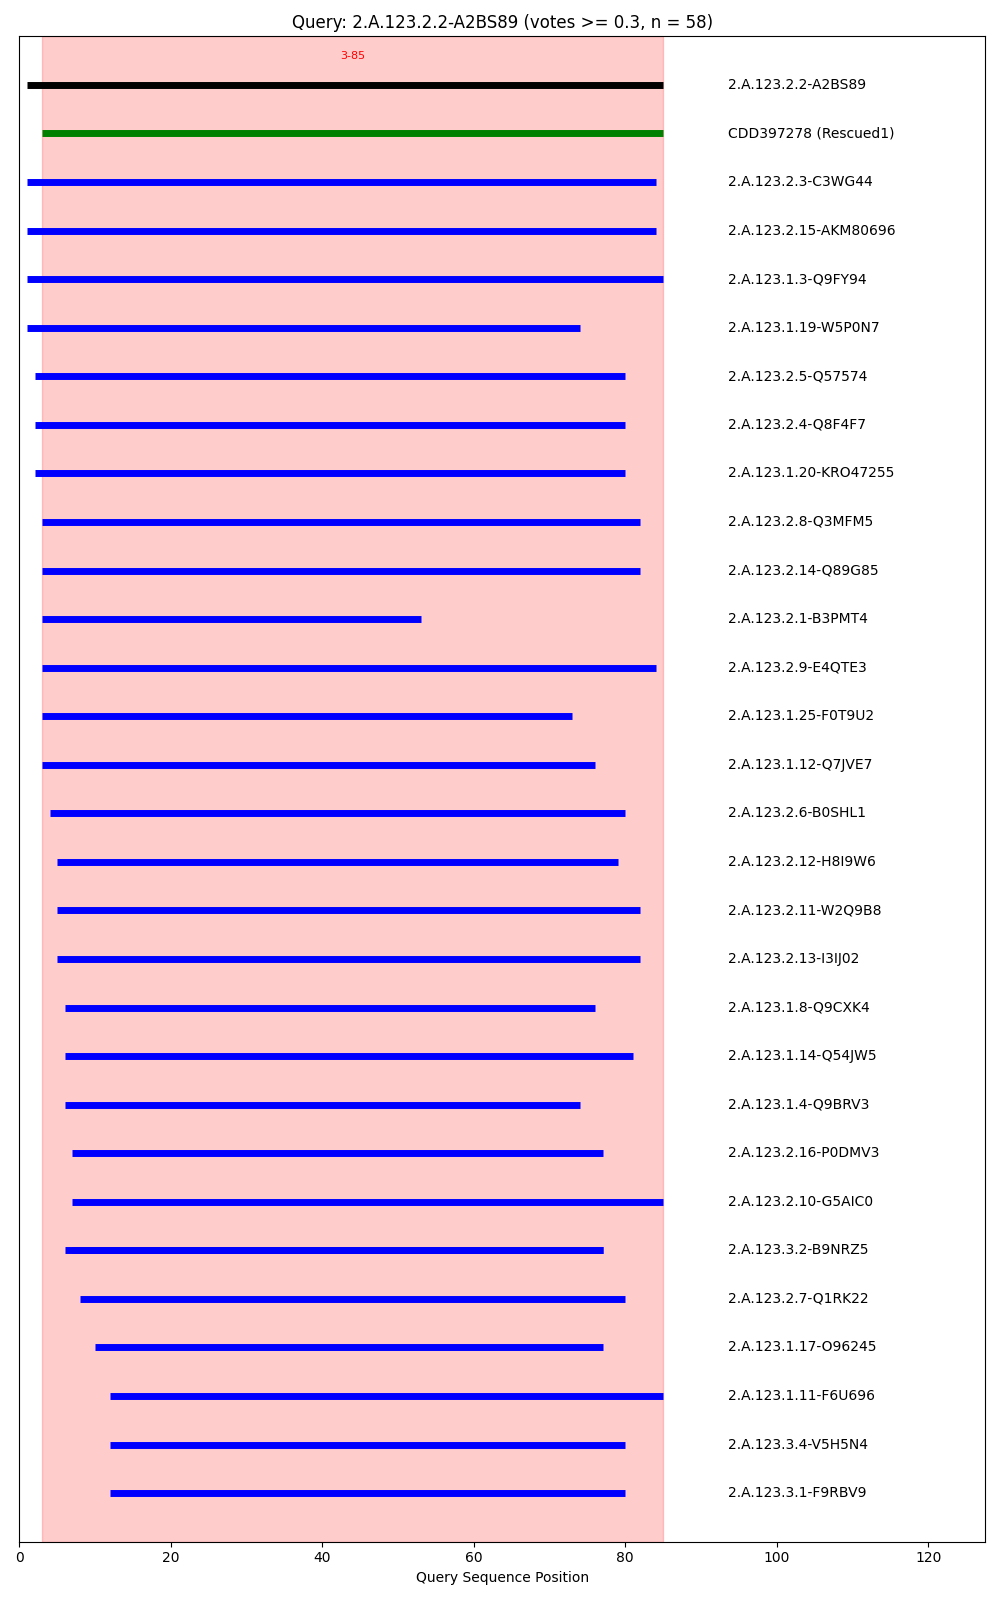 Query: 2.A.123.2.2-A2BS89 (votes >= 0.3, n = 58)
3-85
2.A.123.2.2-A2BS89
CDD397278 (Rescued1)
2.A.123.2.3-C3WG44
2.A.123.2.15-AKM80696
2.A.123.1.3-Q9FY94
2.A.123.1.19-W5P0N7
2.A.123.2.5-Q57574
2.A.123.2.4-Q8F4F7
2.A.123.1.20-KRO47255
2.A.123.2.8-Q3MFM5
2.A.123.2.14-Q89G85
2.A.123.2.1-B3PMT4
2.A.123.2.9-E4QTE3
2.A.123.1.25-F0T9U2
2.A.123.1.12-Q7JVE7
2.A.123.2.6-B0SHL1
2.A.123.2.12-H8I9W6
2.A.123.2.11-W2Q9B8
2.A.123.2.13-I3IJ02
2.A.123.1.8-Q9CXK4
2.A.123.1.14-Q54JW5
2.A.123.1.4-Q9BRV3
2.A.123.2.16-P0DMV3
2.A.123.2.10-G5AIC0
2.A.123.3.2-B9NRZ5
2.A.123.2.7-Q1RK22
2.A.123.1.17-O96245
2.A.123.1.11-F6U696
2.A.123.3.4-V5H5N4
2.A.123.3.1-F9RBV9
0 20 40 60 80 100 120
Query Sequence Position